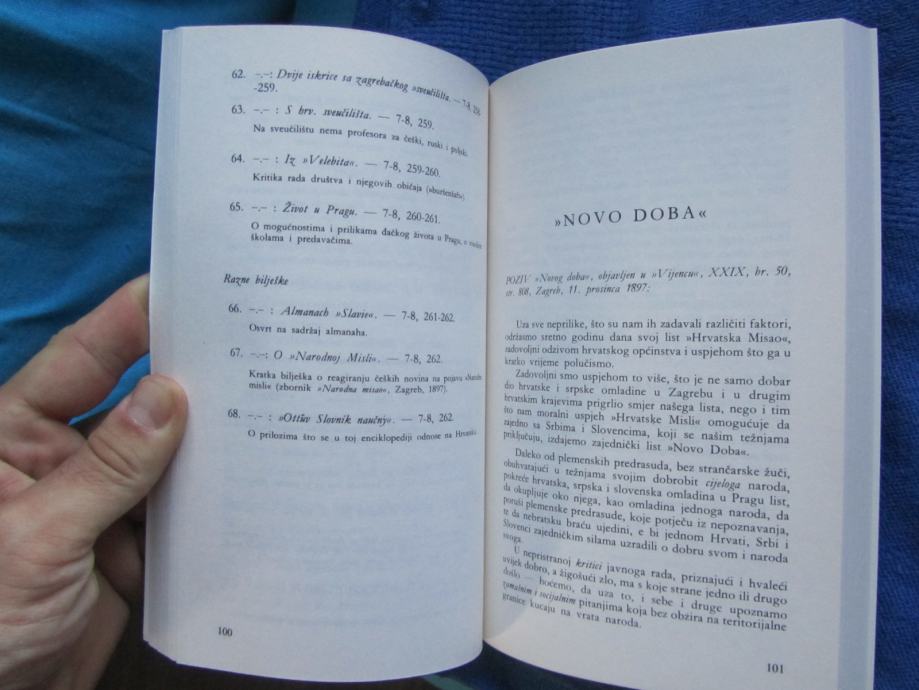 62. –.–: Dvije iskrice sa zagrebačkog »sveučilišta. — 7-8, 258-
-259.
63. –.– : S hrv. sveučilišta. — 7-8, 259.
Na sveučilištu nema profesora za češki, ruski i poljski.
64. –.– : Iz »Velebita«. — 7-8, 259-260.
Kritika rada društva i njegovih običaja (»buršenlaf«)
65. –.– : Život u Pragu. — 7-8, 260-261.
O mogućnostima i prilikama đačkog života u Pragu, o
školama i predavačima.
Razne bilješke
66. –.– : Almanach »Slavie«. — 7-8, 261-262.
Osvrt na sadržaj almanaha.
67. –.–: O »Narodnoj Misli«. — 7-8, 262.
Kratka bilješka o reagiranju čeških novina na pojavu »Narodne
misli« (zbornik »Narodna misao«, Zagreb, 1897).
68. –.– : »Ottův Slovnik naučny«. — 7-8, 262.
O prilozima što se u toj enciklopediji odnose na
100
»NOVO DOBA«
POZIV »Novog doba«, objavljen u »Vijencu«, XXIX, br. 50,
str. 808, Zagreb, 11. prosinca 1897:
Uza sve neprilike, što su nam ih zadavali različiti faktori,
održasmo sretno godinu dana svoj list »Hrvatska Misao«,
zadovoljni odzivom hrvatskog općinstva i uspjehom što ga u
kratko vrijeme polučismo.
Zadovoljni smo uspjehom to više, što je ne samo dobar
dio hrvatske i srpske omladine u Zagrebu i u drugim
hrvatskim krajevima prigrlio smjer našega lista, nego i tim
što nam moralni uspjeh »Hrvatske Misli« omogućuje da
zajedno sa Srbima i Slovencima, koji se našim težnjama
priključuju, izdajemo zajednički list »Novo Doba«.
Daleko od plemenskih predrasuda, bez strančarske žuči,
obuhvatajući u težnjama svojim dobrobit cijeloga naroda,
pokreće hrvatska, srpska i slovenska omladina u Pragu list,
da okupljuje oko njega, kao omladina jednoga naroda, da
poruši plemenske predrasude, koje potječu iz nepoznavanja,
te da nebratsku braću ujedini, e bi jednom Hrvati, Srbi i
Slovenci zajedničkim silama uzradili o dobru svom i naroda
svoga.
U nepristranoj kritici javnoga rada, priznajući i hvaleći
uvijek dobro, a žigošući zlo, ma s koje strane jedno ili drugo
došlo — hoćemo, da uza to, i sebe i druge upoznamo
s onalnim i socijalnim pitanjima koja bez obzira na teritorijalne
granice kucaju na vrata naroda.
101